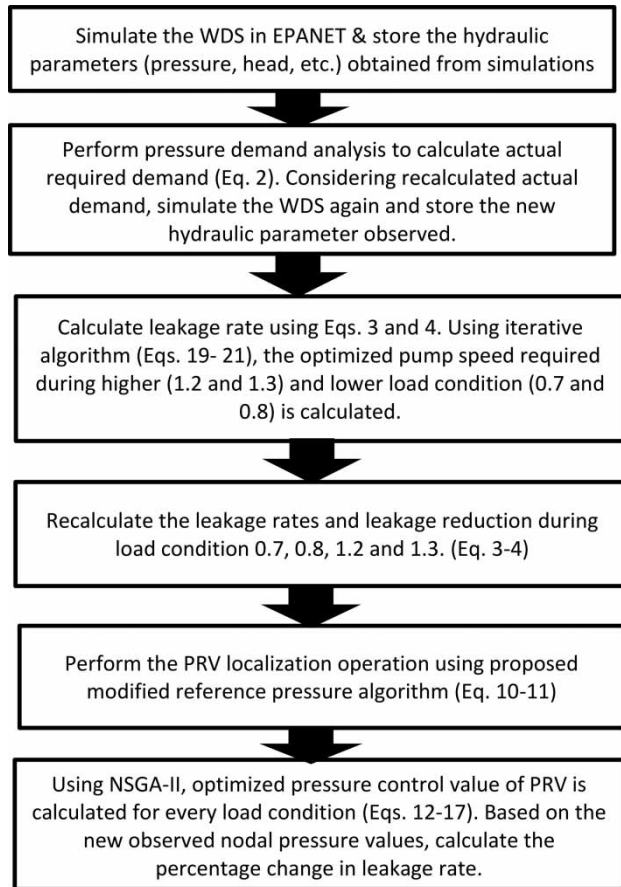 Simulate the WDS in EPANET & store the hydraulic
parameters (pressure, head, etc.) obtained from simulations
Perform pressure demand analysis to calculate actual
required demand (Eq. 2). Considering recalculated actual
demand, simulate the WDS again and store the new
hydraulic parameter observed.
Calculate leakage rate using Eqs. 3 and 4. Using iterative
algorithm (Eqs. 19- 21), the optimized pump speed required
during higher (1.2 and 1.3) and lower load condition (0.7 and
0.8) is calculated.
Recalculate the leakage rates and leakage reduction during
load condition 0.7, 0.8, 1.2 and 1.3. (Eq. 3-4)
Perform the PRV localization operation using proposed
modified reference pressure algorithm (Eq. 10-11)
Using NSGA-II, optimized pressure control value of PRV is
calculated for every load condition (Eqs. 12-17). Based on the
new observed nodal pressure values, calculate the
percentage change in leakage rate.